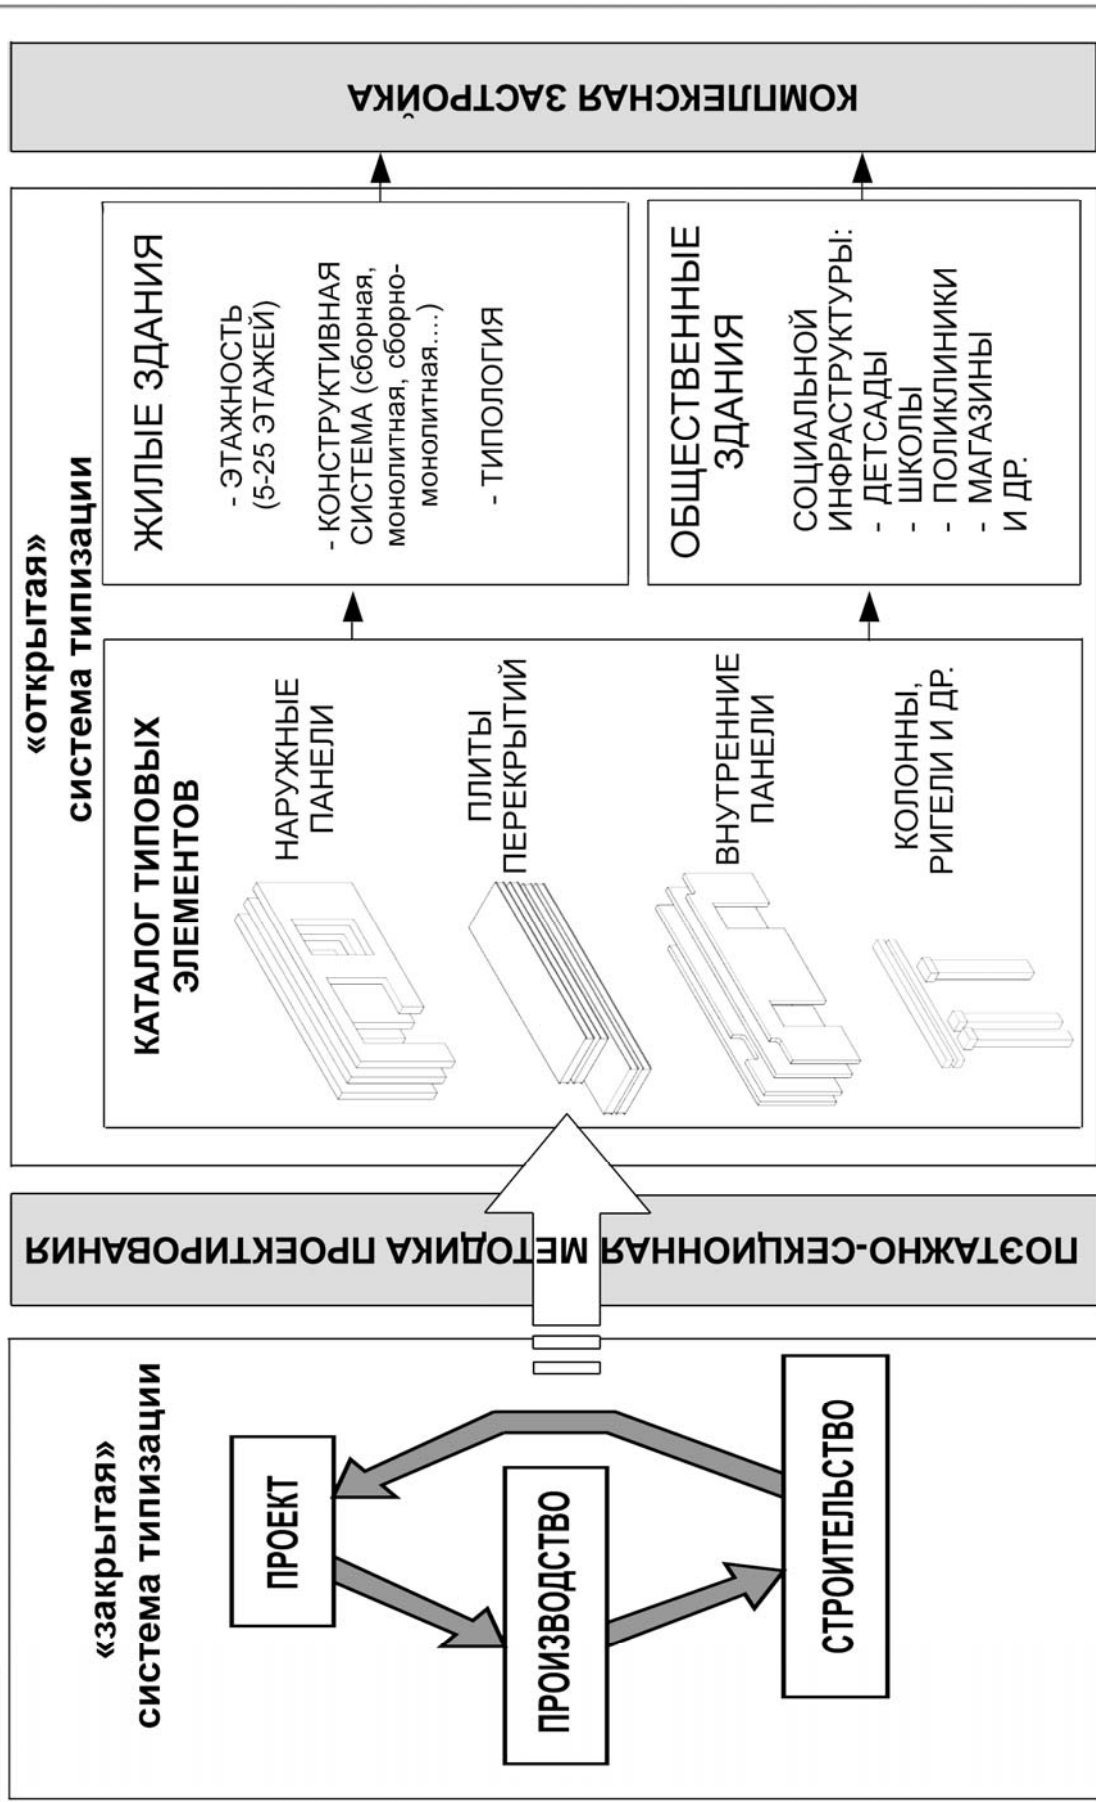 «закрытая»
система типизации
ПРОЕКТ
ПРОИЗВОДСТВО
СТРОИТЕЛЬСТВО
ПОЭТАЖНО-СЕКЦИОННАЯ МЕТОДИКА ПРОЕКТИРОВАНИЯ
«открытая»
система типизации
КАТАЛОГ ТИПОВЫХ
ЭЛЕМЕНТОВ
НАРУЖНЫЕ
ПАНЕЛИ
ПЛИТЫ
ПЕРЕКРЫТИЙ
ВНУТРЕННИЕ
ПАНЕЛИ
КОЛОННЫ,
РИГЕЛИ И ДР.
ЖИЛЫЕ ЗДАНИЯ
- ЭТАЖНОСТЬ
(5-25 ЭТАЖЕЙ)
- КОНСТРУКТИВНАЯ
СИСТЕМА (сборная,
монолитная, сборно-
монолитная....)
- ТИПОЛОГИЯ
ОБЩЕСТВЕННЫЕ
ЗДАНИЯ
СОЦИАЛЬНОЙ
ИНФРАСТРУКТУРЫ:
- ДЕТСАДЫ
- ШКОЛЫ
- ПОЛИКЛИНИКИ
- МАГАЗИНЫ
И ДР.
КОМПЛЕКСНАЯ ЗАСТРОЙКА